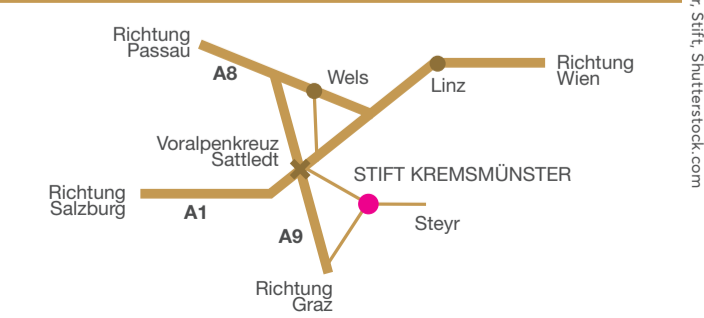 Richtung
Passau
A8
Wels
Linz
Richtung
Wien
Voralpenkreuz
Sattledt
STIFT KREMSMÜNSTER
Richtung
Salzburg
A1
Steyr
A9
Richtung
Graz
r, Stift, Shutterstock.com